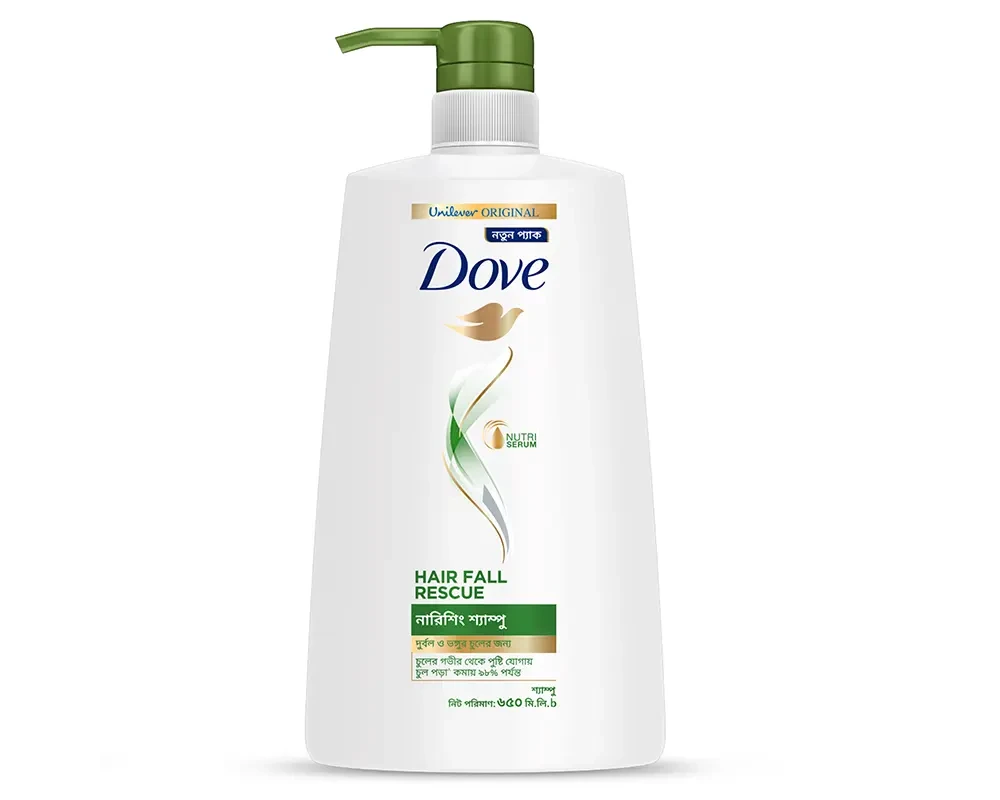 Unilever ORIGINAL
নতুন প্যাক
Dove
NUTRI
SERUM
HAIR FALL
RESCUE
নারিশিং শ্যাম্পু
দুর্বল ও ভঙ্গুর চুলের জন্য
চুলের গভীর থেকে পুষ্টি যোগায়
চুল পড়া* কমায় ৯৮% পর্যন্ত
শ্যাম্পু
নিট পরিমাণ: ৬৫০ মি.লি.b